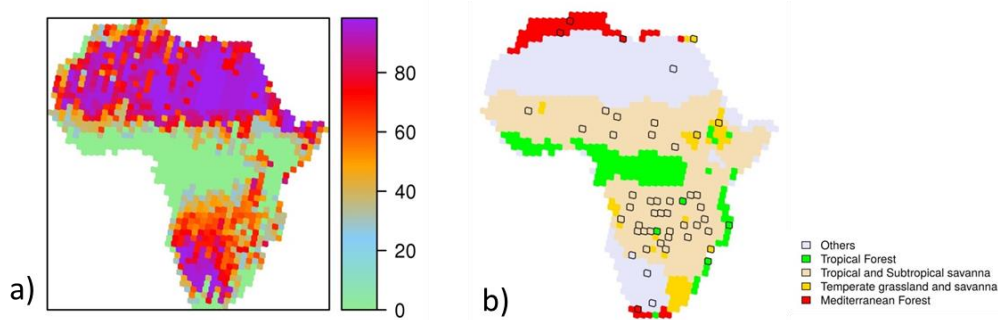 a)
80
60
40
20
0
b)
Others
Tropical Forest
Tropical and Subtropical savanna
Temperate grassland and savanna
Mediterranean Forest